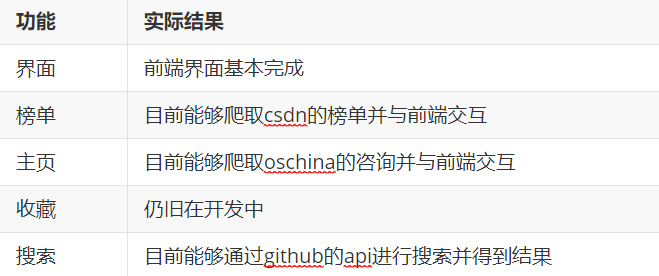 功能 实际结果
界面 前端界面基本完成
榜单 目前能够爬取csdn的榜单并与前端交互
主页 目前能够爬取oschina的咨询并与前端交互
收藏 仍旧在开发中
搜索 目前能够通过github的api进行搜索并得到结果